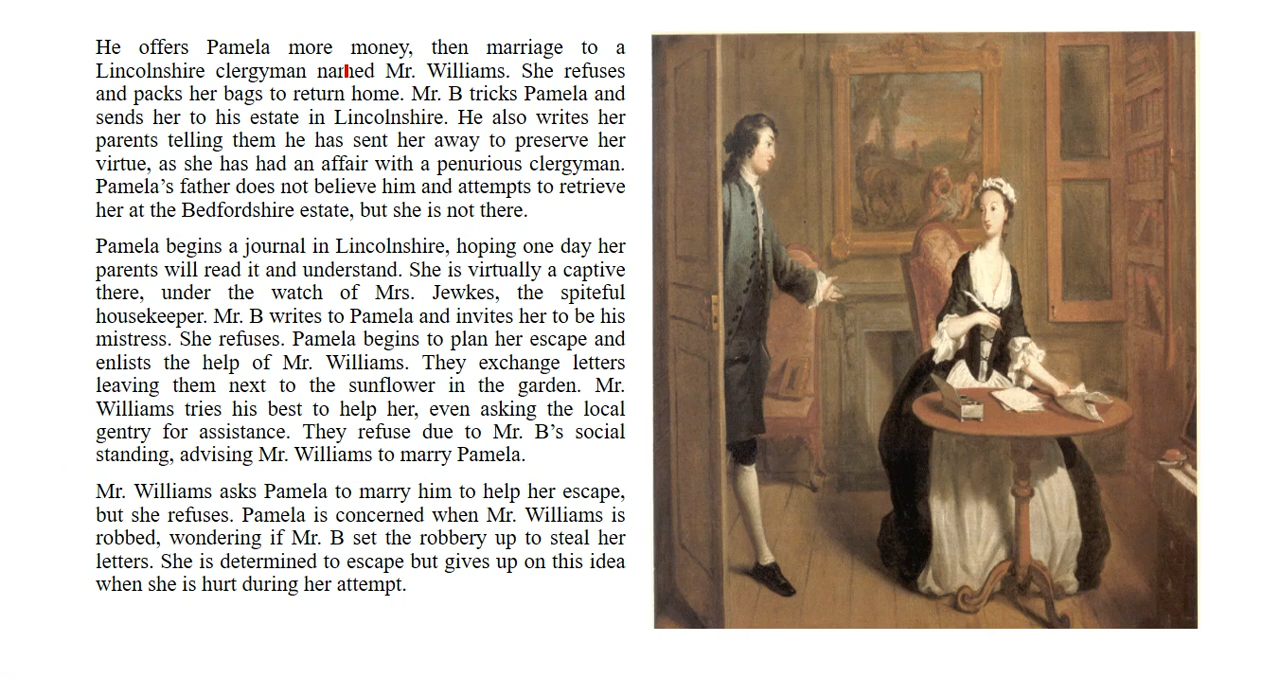 He offers Pamela more money, then marriage to a
Lincolnshire clergyman named Mr. Williams. She refuses
and packs her bags to return home. Mr. B tricks Pamela and
sends her to his estate in Lincolnshire. He also writes her
parents telling them he has sent her away to preserve her
virtue, as she has had an affair with a penurious clergyman.
Pamela’s father does not believe him and attempts to retrieve
her at the Bedfordshire estate, but she is not there.
Pamela begins a journal in Lincolnshire, hoping one day her
parents will read it and understand. She is virtually a captive
there, under the watch of Mrs. Jewkes, the spiteful
housekeeper. Mr. B writes to Pamela and invites her to be his
mistress. She refuses. Pamela begins to plan her escape and
enlists the help of Mr. Williams. They exchange letters
leaving them next to the sunflower in the garden. Mr.
Williams tries his best to help her, even asking the local
gentry for assistance. They refuse due to Mr. B’s social
standing, advising Mr. Williams to marry Pamela.
Mr. Williams asks Pamela to marry him to help her escape,
but she refuses. Pamela is concerned when Mr. Williams is
robbed, wondering if Mr. B set the robbery up to steal her
letters. She is determined to escape but gives up on this idea
when she is hurt during her attempt.